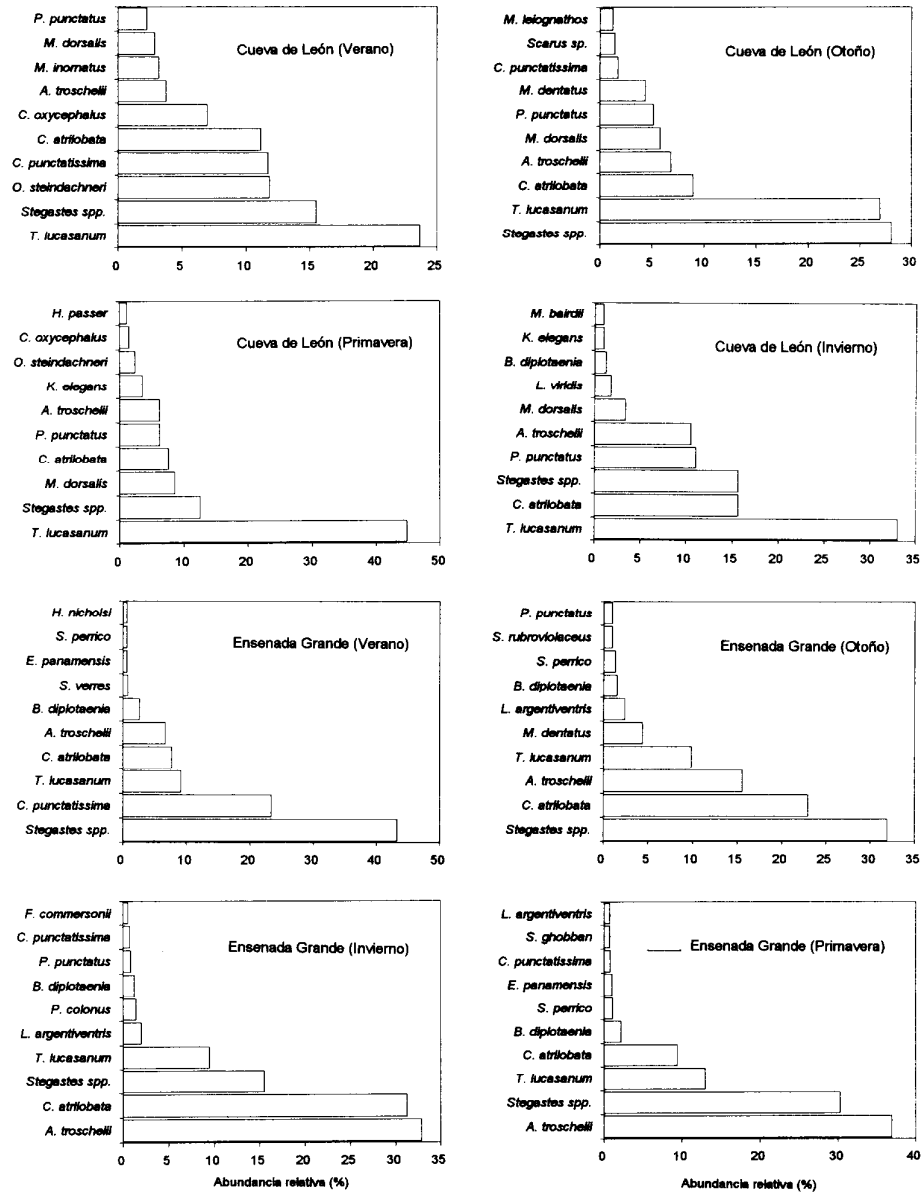 Cueva de León (Verano)
P. punctatus
M. dorsalis
M. inornatus
A. troschelii
C. oxycephalus
C. atrilobata
C. punctatissima
O. steindachneri
Stegastes spp.
T. lucasanum
0 5 10 15 20 25
Cueva de León (Otoño)
M. leiognathos
Scarus sp.
C. punctatissima
M. dentatus
P. punctatus
M. dorsalis
A. troschelii
C. atrilobata
T. lucasanum
Stegastes spp.
0 5 10 15 20 25 30
Cueva de León (Primavera)
H. passer
C. oxycephalus
O. steindachneri
K. elegans
A. troschelii
P. punctatus
C. atrilobata
M. dorsalis
Stegastes spp.
T. lucasanum
0 10 20 30 40 50
Cueva de León (Invierno)
M. bairdii
K. elegans
B. diplotaenia
L. viridis
M. dorsalis
A. troschelii
P. punctatus
Stegastes spp.
C. atrilobata
T. lucasanum
0 5 10 15 20 25 30 35
Ensenada Grande (Verano)
H. nicholsi
S. perrico
E. panamensis
S. verres
B. diplotaenia
A. troschelii
C. atrilobata
T. lucasanum
C. punctatissima
Stegastes spp.
0 10 20 30 40 50
Ensenada Grande (Otoño)
P. punctatus
S. rubroviolaceus
S. perrico
B. diplotaenia
L. argentiventris
M. dentatus
T. lucasanum
A. troschelii
C. atrilobata
Stegastes spp.
0 5 10 15 20 25 30 35
Ensenada Grande (Invierno)
F. commersonii
C. punctatissima
P. punctatus
B. diplotaenia
P. colonus
L. argentiventris
T. lucasanum
Stegastes spp.
C. atrilobata
A. troschelii
0 5 10 15 20 25 30 35
Abundancia relativa (%)
Ensenada Grande (Primavera)
L. argentiventris
S. ghobban
C. punctatissima
E. panamensis
S. perrico
B. diplotaenia
C. atrilobata
T. lucasanum
Stegastes spp.
A. troschelii
0 10 20 30 40
Abundancia relativa (%)